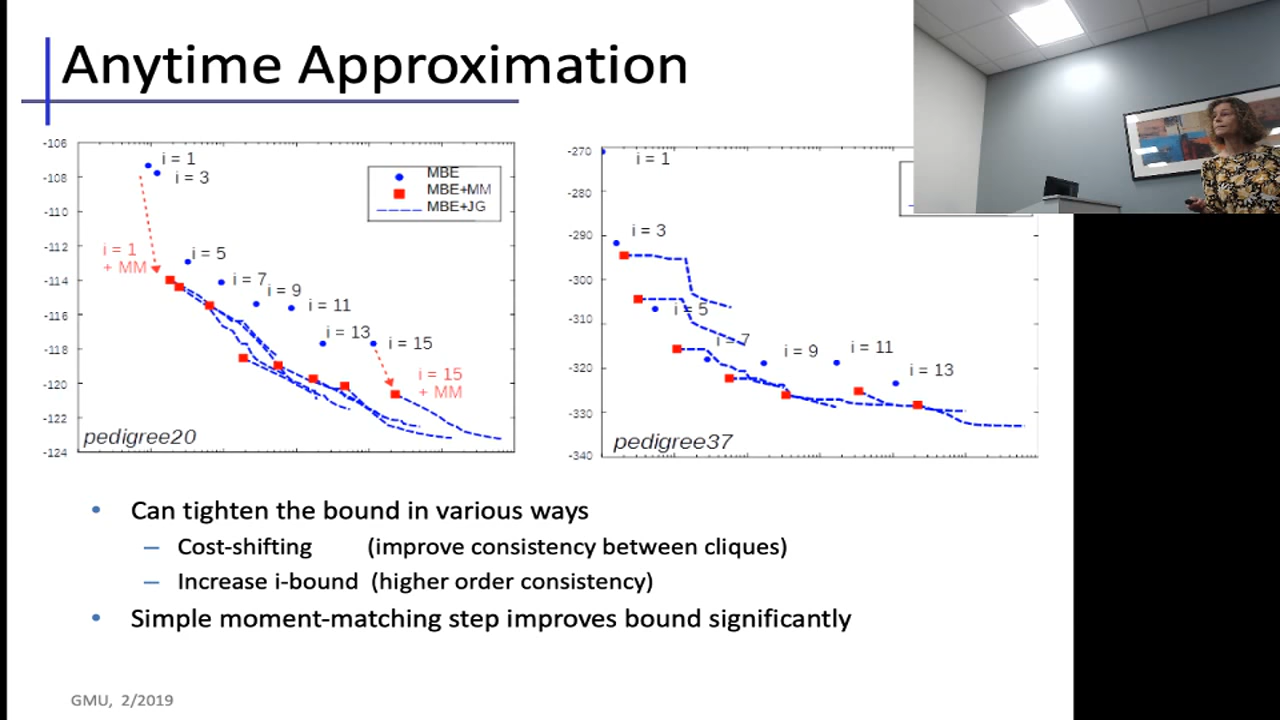 Anytime Approximation
-106
-108
-110
-112
-114
-116
-118
-120
-122
-124
i = 1
i = 3
i = 1
+ MM
i = 5
i = 7
i = 9
i = 11
i = 13
i = 15
i = 15
+ MM
MBE
MBE+MM
MBE+JG
pedigree20
-270
-280
-290
-300
-310
-320
-330
-340
i = 1
i = 3
i = 5
i = 7
i = 9
i = 11
i = 13
pedigree37
• Can tighten the bound in various ways
– Cost-shifting (improve consistency between cliques)
– Increase i-bound (higher order consistency)
• Simple moment-matching step improves bound significantly
GMU, 2/2019